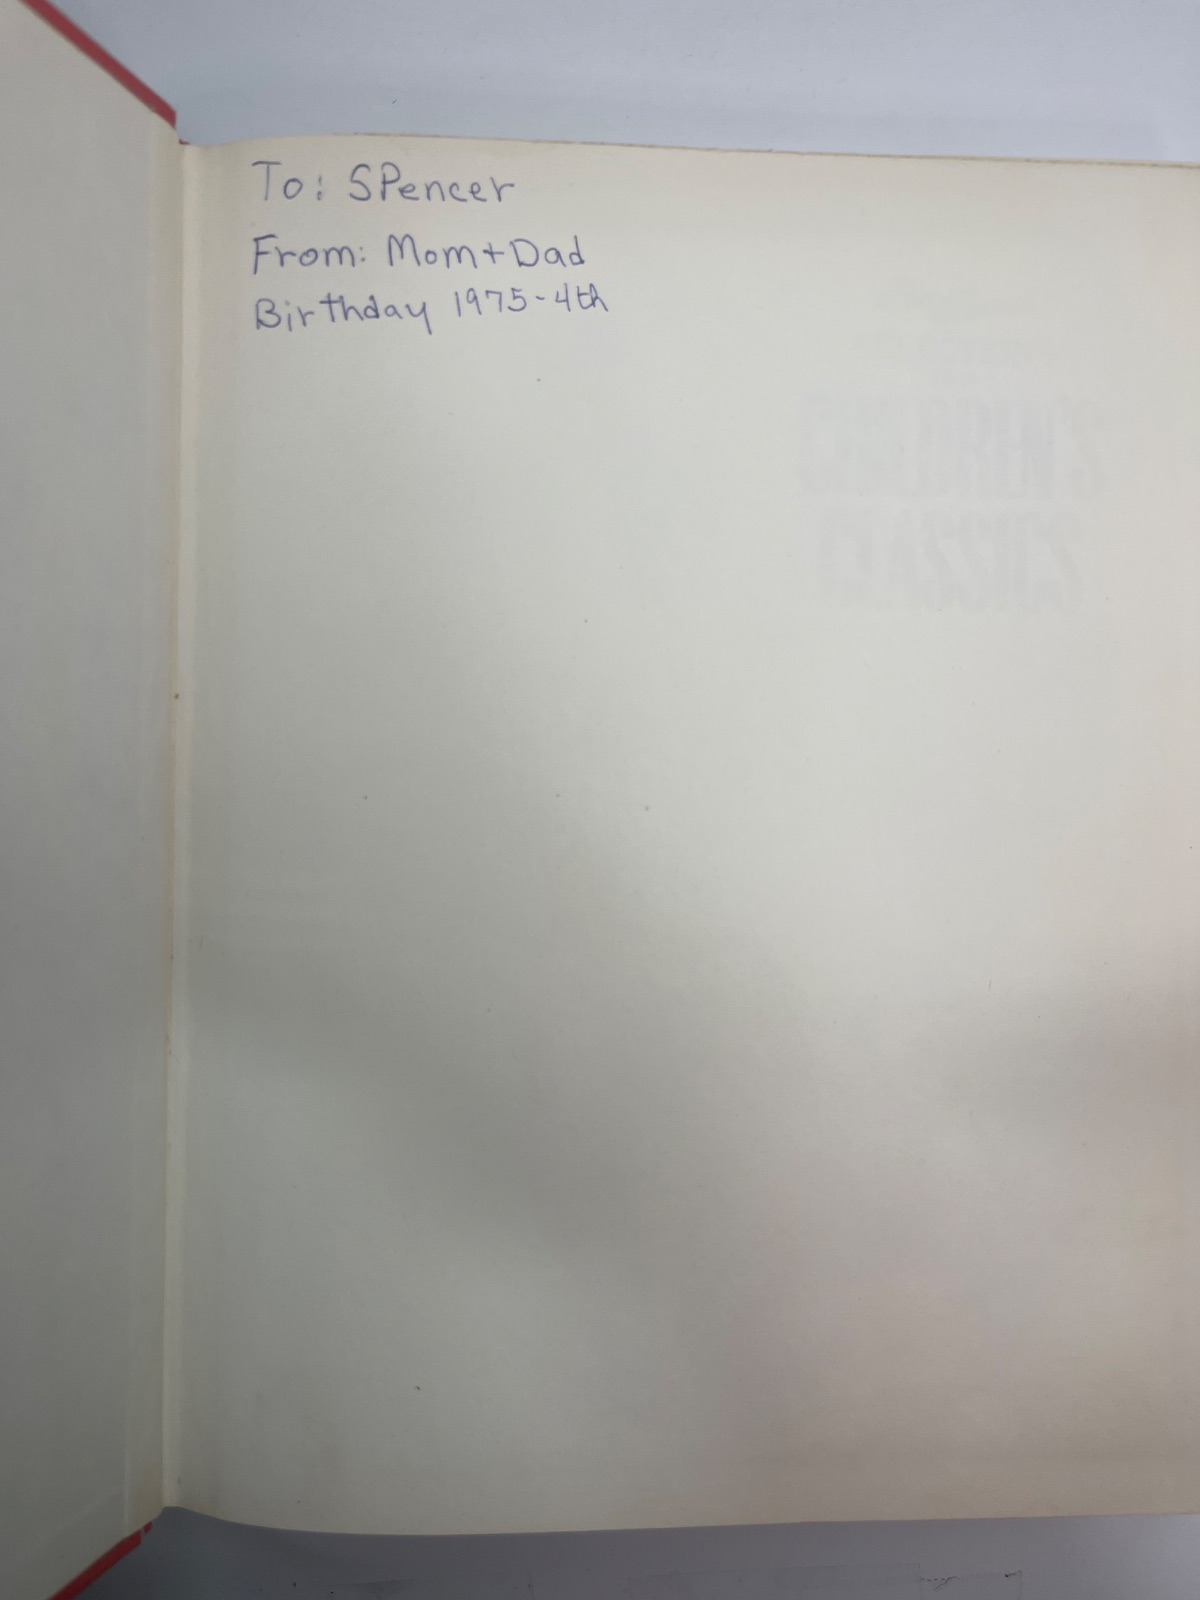 To: SPencer
From: Mom + Dad
Birthday 1975-4th